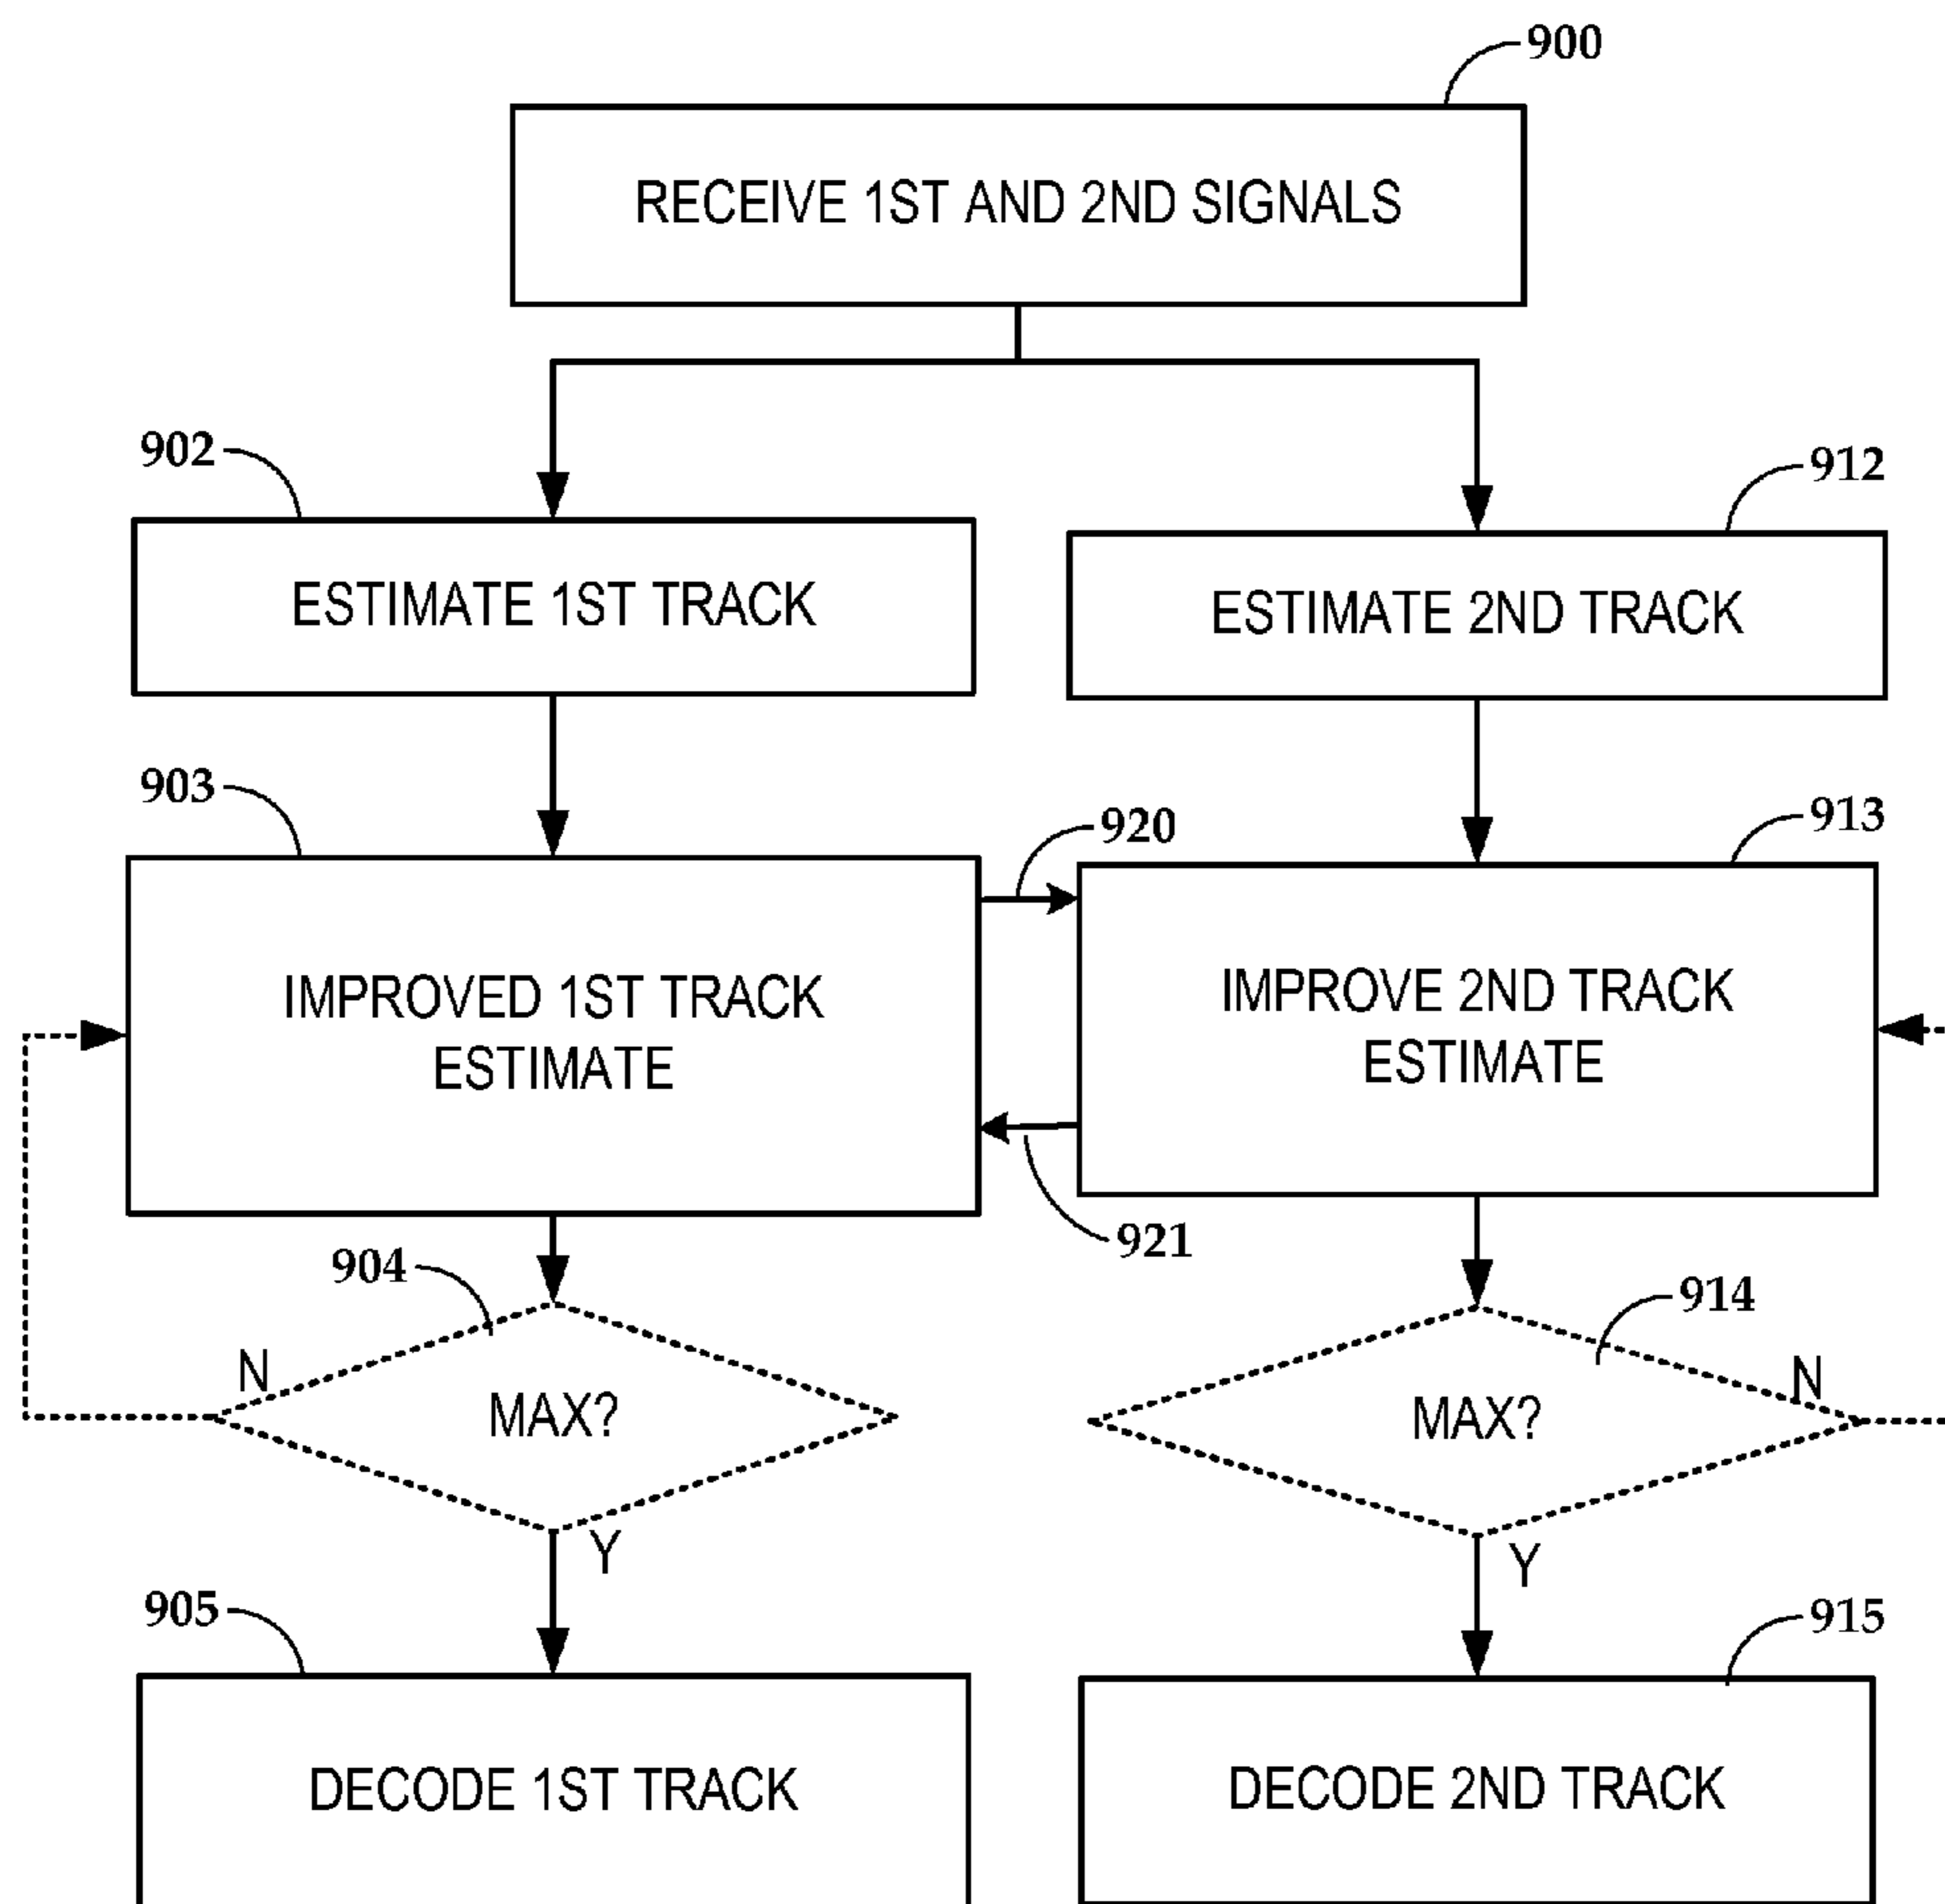 900
RECEIVE 1ST AND 2ND SIGNALS
902
912
ESTIMATE 1ST TRACK
ESTIMATE 2ND TRACK
903
920
913
IMPROVED 1ST TRACK
ESTIMATE
IMPROVE 2ND TRACK
ESTIMATE
921
904
914
N
MAX?
N
MAX?
Y
Y
905
915
DECODE 1ST TRACK
DECODE 2ND TRACK